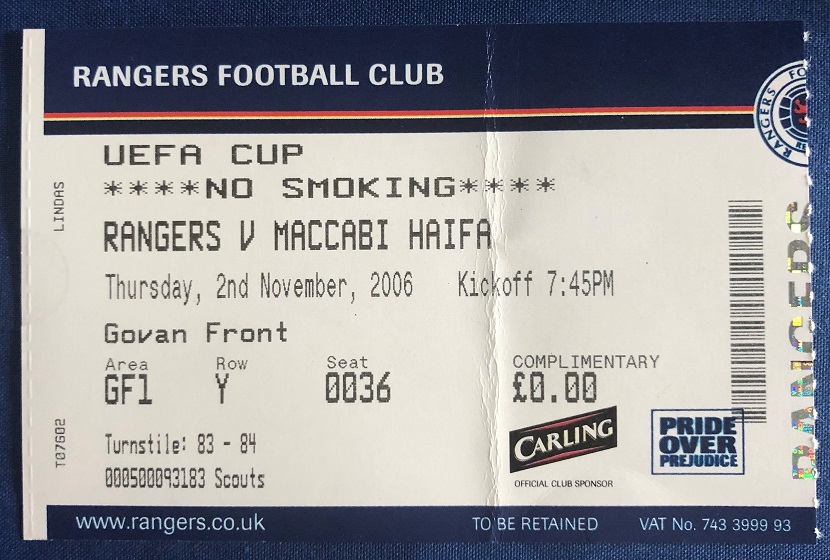 RANGERS FOOTBALL CLUB
UEFA CUP
****NO SMOKING****
RANGERS V MACCABI HAIFA
Thursday, 2nd November, 2006 Kickoff 7:45PM
Govan Front
Area Row Seat COMPLIMENTARY
GF1 Y 0036 £0.00
Turnstile: 83 - 84
000500093183 Scouts
CARLING
OFFICIAL CLUB SPONSOR
PRIDE
OVER
PREJUDICE
www.rangers.co.uk TO BE RETAINED VAT No. 743 3999 93
LINDAS
T07602
RANGERS
RANGERS